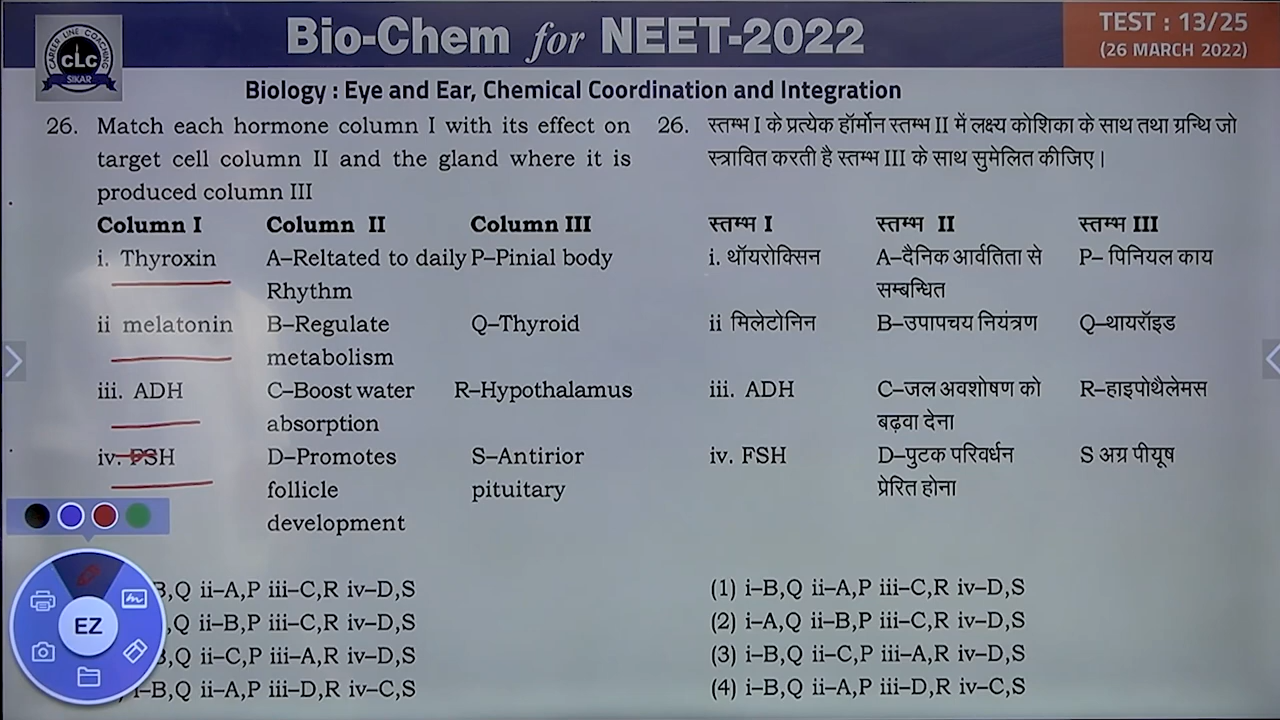 Bio-Chem for NEET-2022
TEST : 13/25
(26 MARCH 2022)
CAREER LINE COACHING
CLC
SIKAR
Biology : Eye and Ear, Chemical Coordination and Integration
26. Match each hormone column I with its effect on
target cell column II and the gland where it is
produced column III
Column I Column II Column III
i. Thyroxin A–Reltated to daily P–Pinial body
Rhythm
ii melatonin B–Regulate Q–Thyroid
metabolism
iii. ADH C–Boost water R–Hypothalamus
absorption
iv. FSH D–Promotes S–Antirior
follicle pituitary
development
B,Q ii–A,P iii–C,R iv–D,S
,Q ii–B,P iii–C,R iv–D,S
B,Q ii–C,P iii–A,R iv–D,S
i–B,Q ii–A,P iii–D,R iv–C,S
26. स्तम्भ I के प्रत्येक हॉर्मोन स्तम्भ II में लक्ष्य कोशिका के साथ तथा ग्रन्थि जो
स्त्रावित करती है स्तम्भ III के साथ सुमेलित कीजिए।
स्तम्भ I स्तम्भ II स्तम्भ III
i. थॉयरोक्सिन A–दैनिक आर्वतिता से P– पिनियल काय
सम्बन्धित
ii मिलेटोनिन B–उपापचय नियंत्रण Q–थायरॉइड
iii. ADH C–जल अवशोषण को R–हाइपोथैलेमस
बढ़वा देना
iv. FSH D–पुटक परिवर्धन S अग्र पीयूष
प्रेरित होना
(1) i–B,Q ii–A,P iii–C,R iv–D,S
(2) i–A,Q ii–B,P iii–C,R iv–D,S
(3) i–B,Q ii–C,P iii–A,R iv–D,S
(4) i–B,Q ii–A,P iii–D,R iv–C,S
EZ